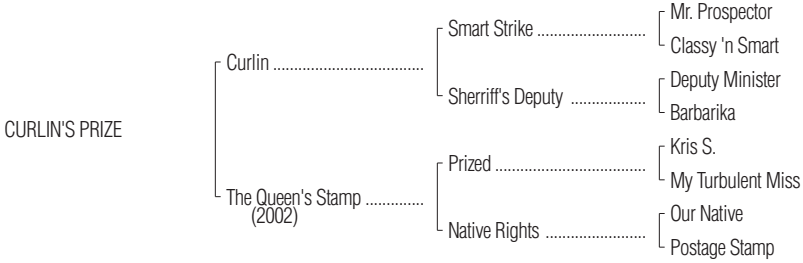 Mr. Prospector
Smart Strike ..........................
Classy 'n Smart
Curlin ...................................
Deputy Minister
Sherriff's Deputy ..................
Barbarika
CURLIN'S PRIZE
Kris S.
Prized ...................................
My Turbulent Miss
The Queen's Stamp ..............
(2002)
Our Native
Native Rights ........................
Postage Stamp